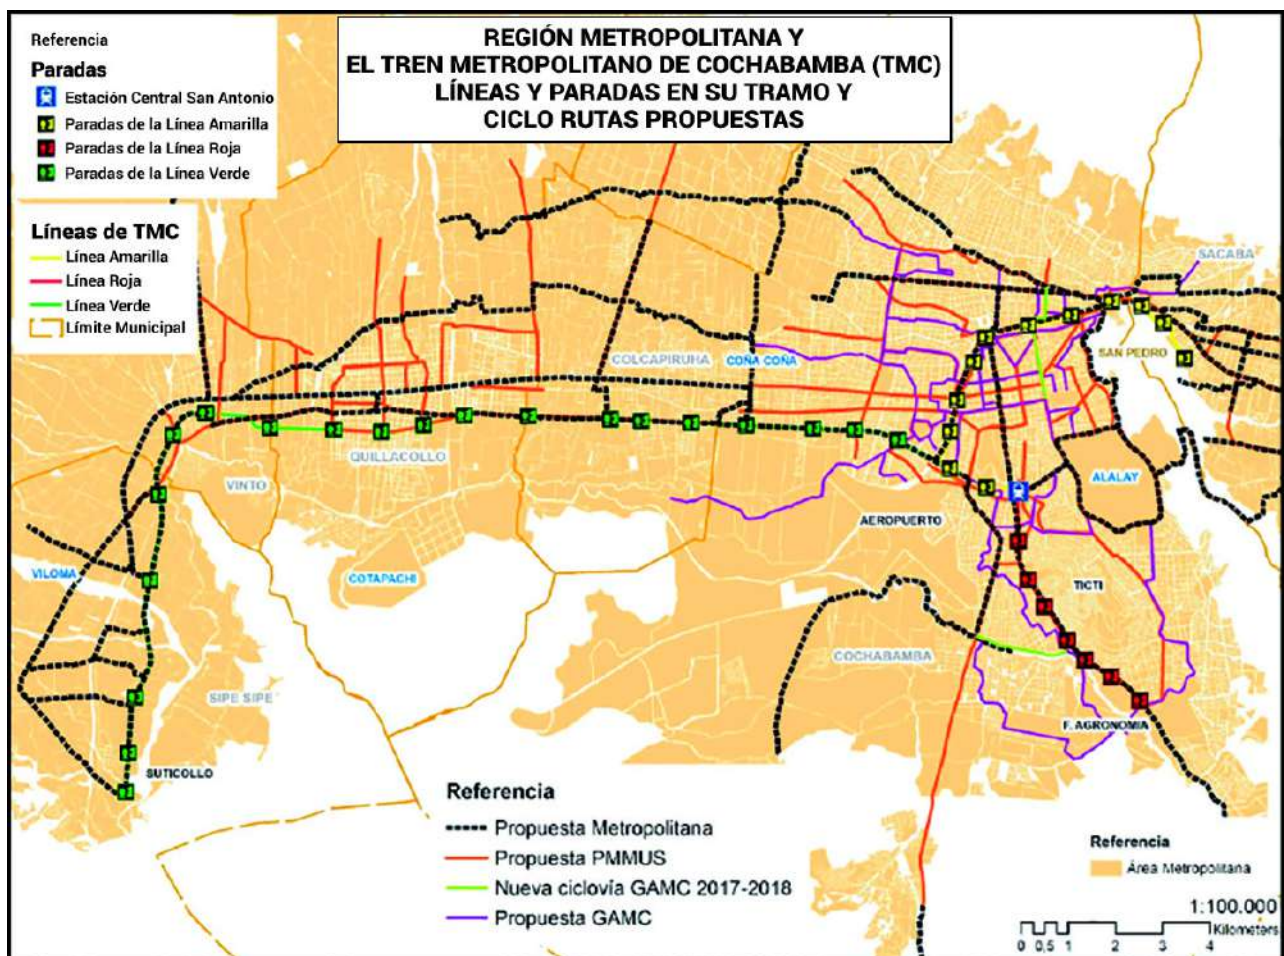 REGIÓN METROPOLITANA Y
EL TREN METROPOLITANO DE COCHABAMBA (TMC)
LÍNEAS Y PARADAS EN SU TRAMO Y
CICLO RUTAS PROPUESTAS
Referencia
Paradas
Estación Central San Antonio
Paradas de la Línea Amarilla
Paradas de la Línea Roja
Paradas de la Línea Verde
Líneas de TMC
Línea Amarilla
Línea Roja
Línea Verde
Límite Municipal
SACABA
SAN PEDRO
COLCAPIRUHA
COÑA COÑA
QUILLACOLLO
VINTO
ALALAY
AEROPUERTO
VILOMA
COTAPACHI
TICTI
COCHABAMBA
SIPE SIPE
F. AGRONOMIA
SUTICOLLO
Referencia
Propuesta Metropolitana
Propuesta PMMUS
Nueva ciclovía GAMC 2017-2018
Propuesta GAMC
Referencia
Área Metropolitana
1:100.000
Kilometers
0 0,5 1 2 3 4